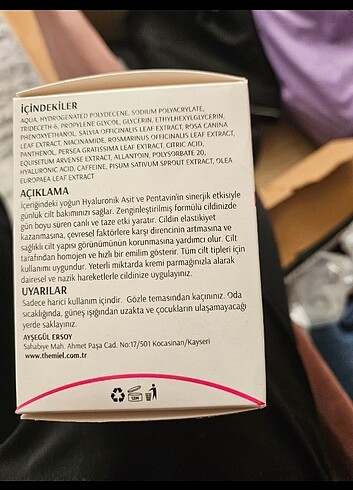 İÇİNDEKİLER
AQUA, HYDROGENATED POLYDECENE, SODIUM POLYACRYLATE,
TRIDECETH-6, PROPYLENE GLYCOL, GLYCERIN, ETHYLHEXYLGLYCERIN,
PHENOXYETHANOL, SALVIA OFFICINALIS LEAF EXTRACT, ROSA CANINA
LEAF EXTRACT, NIACINAMIDE, ROSMARINUS OFFICINALIS LEAF EXTRACT,
PANTHENOL, PERSEA GRATISSIMA LEAF EXTRACT, CITRIC ACID,
EQUISETUM ARVENSE EXTRACT, ALLANTOIN, POLYSORBATE 20,
HYALURONIC ACID, CAFFEINE, PISUM SATIVUM SPROUT EXTRACT, OLEA
EUROPAEA LEAF EXTRACT
AÇIKLAMA
İçeriğindeki yoğun Hyaluronik Asit ve Pentavin'in sinerjik etkisiyle
günlük cilt bakımınızı sağlar. Zenginleştirilmiş formülü cildinizde
gün boyu süren canlı ve taze etki yaratır. Cildin elastikiyet
kazanmasına, çevresel faktörlere karşı direncinin artmasına ve
sağlıklı cilt yapısı görünümünün korunmasına yardımcı olur. Cilt
tarafından homojen ve hızlı bir emilim gösterir. Tüm cilt tipleri için
kullanımı uygundur. Yeterli miktarda kremi parmağınızla alarak
dairesel ve nazik hareketlerle cildinize uygulayınız.
UYARILAR
Sadece harici kullanım içindir. Gözle temasından kaçınınız. Oda
sıcaklığında, güneş ışığından uzakta ve çocukların ulaşamayacağı
yerde saklayınız.
AYŞEGÜL ERSOY
Sahabiye Mah. Ahmet Paşa Cad. No:17/501 Kocasinan/Kayseri
www.themiel.com.tr
12M